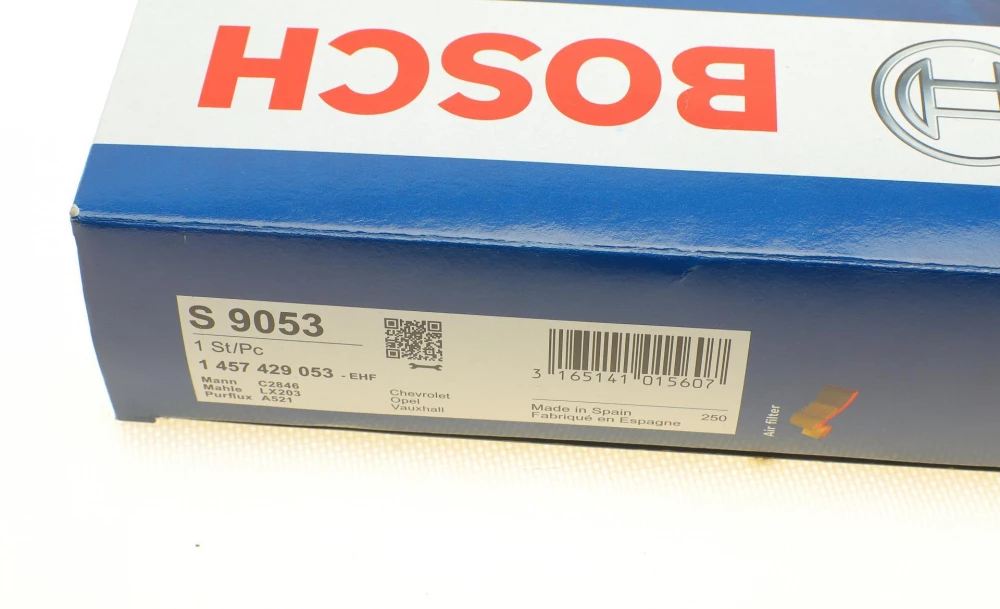 BOSCH
S 9053
1 St/Pc
1 457 429 053 - EHF
Mann C2846
Mahle LX203
Purflux A521
Chevrolet
Opel
Vauxhall
3 165141 015607
Made in Spain
Fabriqué en Espagne
250
Air filter